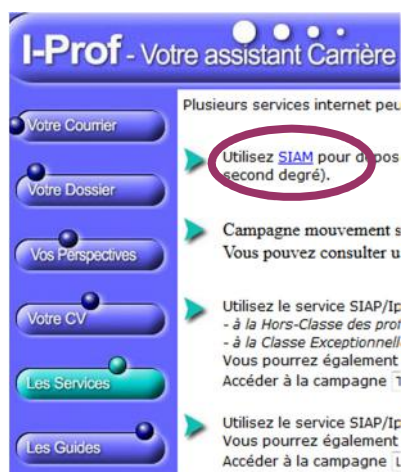 I-Prof - Votre assistant Carrière
Votre Courrier
Votre Dossier
Vos Perspectives
Votre CV
Les Services
Les Guides
Plusieurs services internet peu
Utilisez SIAM pour dépos
second degré).
Campagne mouvement s
Vous pouvez consulter u
Utilisez le service SIAP/Ip
- à la Hors-Classe des prof
- à la Classe Exceptionnell
Vous pourrez également
Accéder à la campagne T
Utilisez le service SIAP/Ip
Vous pourrez également
Accéder à la campagne L